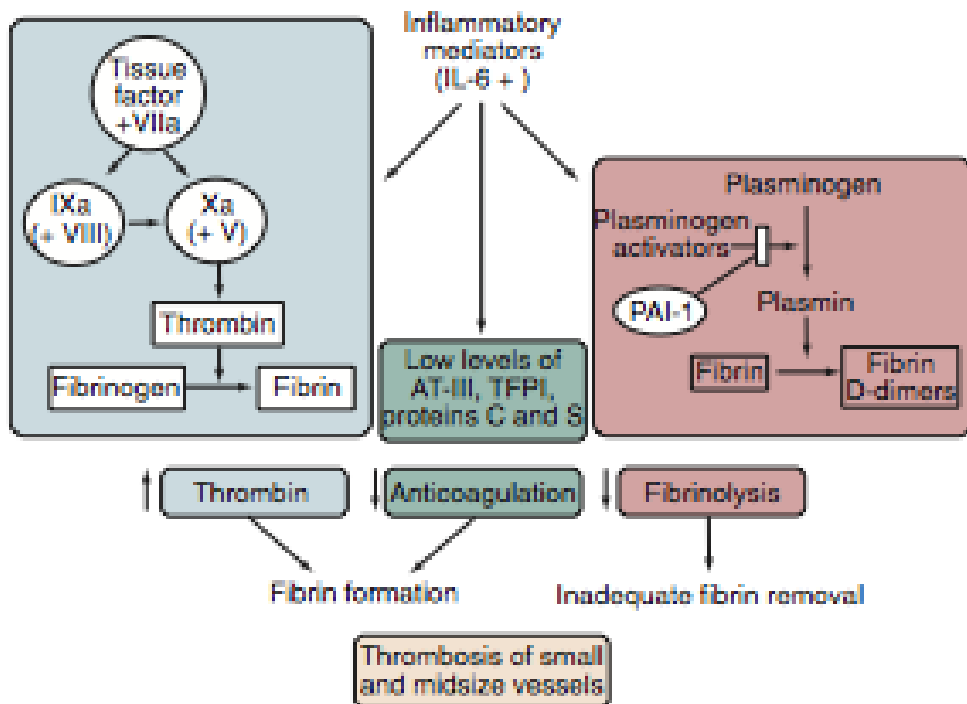 Inflammatory
mediators
(IL-6 + )
Tissue
factor
+VIIa
IXa
(+ VIII)
Xa
(+ V)
Thrombin
Fibrinogen
Fibrin
Low levels of
AT-III, TFPI,
proteins C and S
Plasminogen
Plasminogen
activators
PAI-1
Plasmin
Fibrin
Fibrin
D-dimers
Thrombin
Anticoagulation
Fibrinolysis
Fibrin formation
Inadequate fibrin removal
Thrombosis of small
and midsize vessels